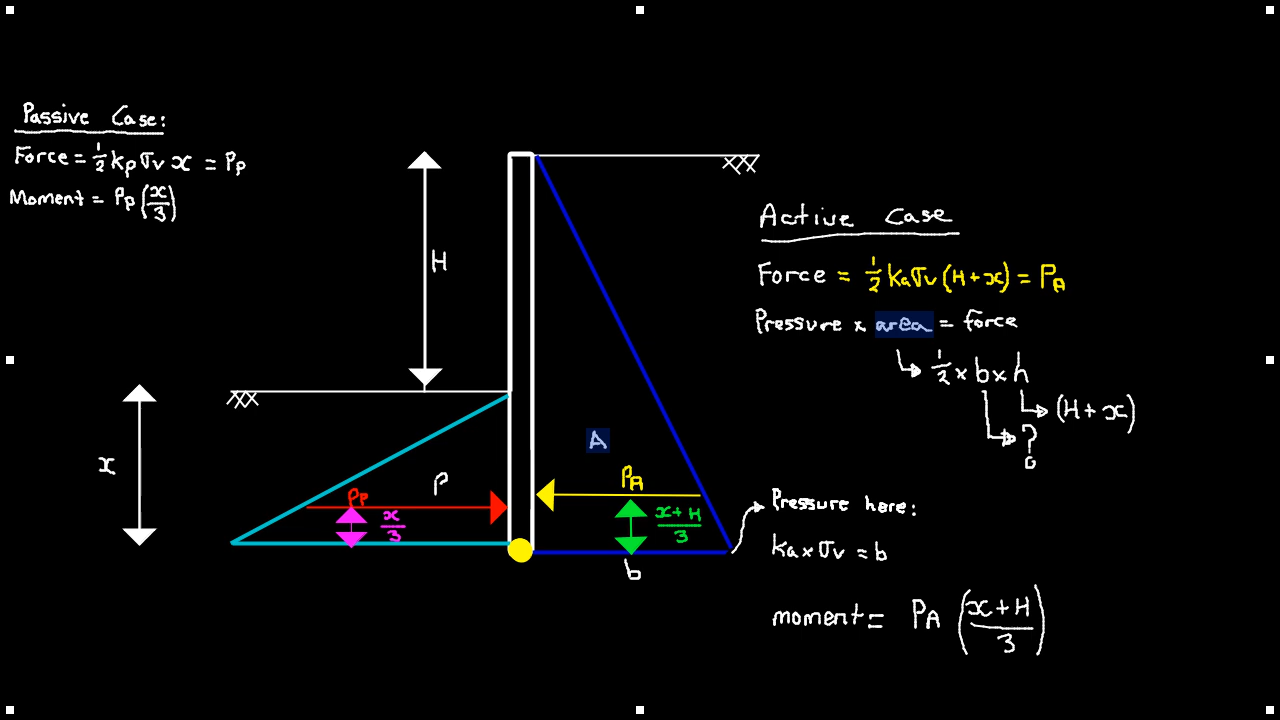 Passive Case:
Force = 1/2 kp σv x = Pp
Moment = Pp (x/3)
H
x
P
Pp
x/3
A
PA
x+H/3
b
Active Case
Force = 1/2 ka σv (H+x) = PA
Pressure x area = force
1/2 x b x h
(H+x)
?
Pressure here:
ka x σv = b
moment = PA (x+H/3)